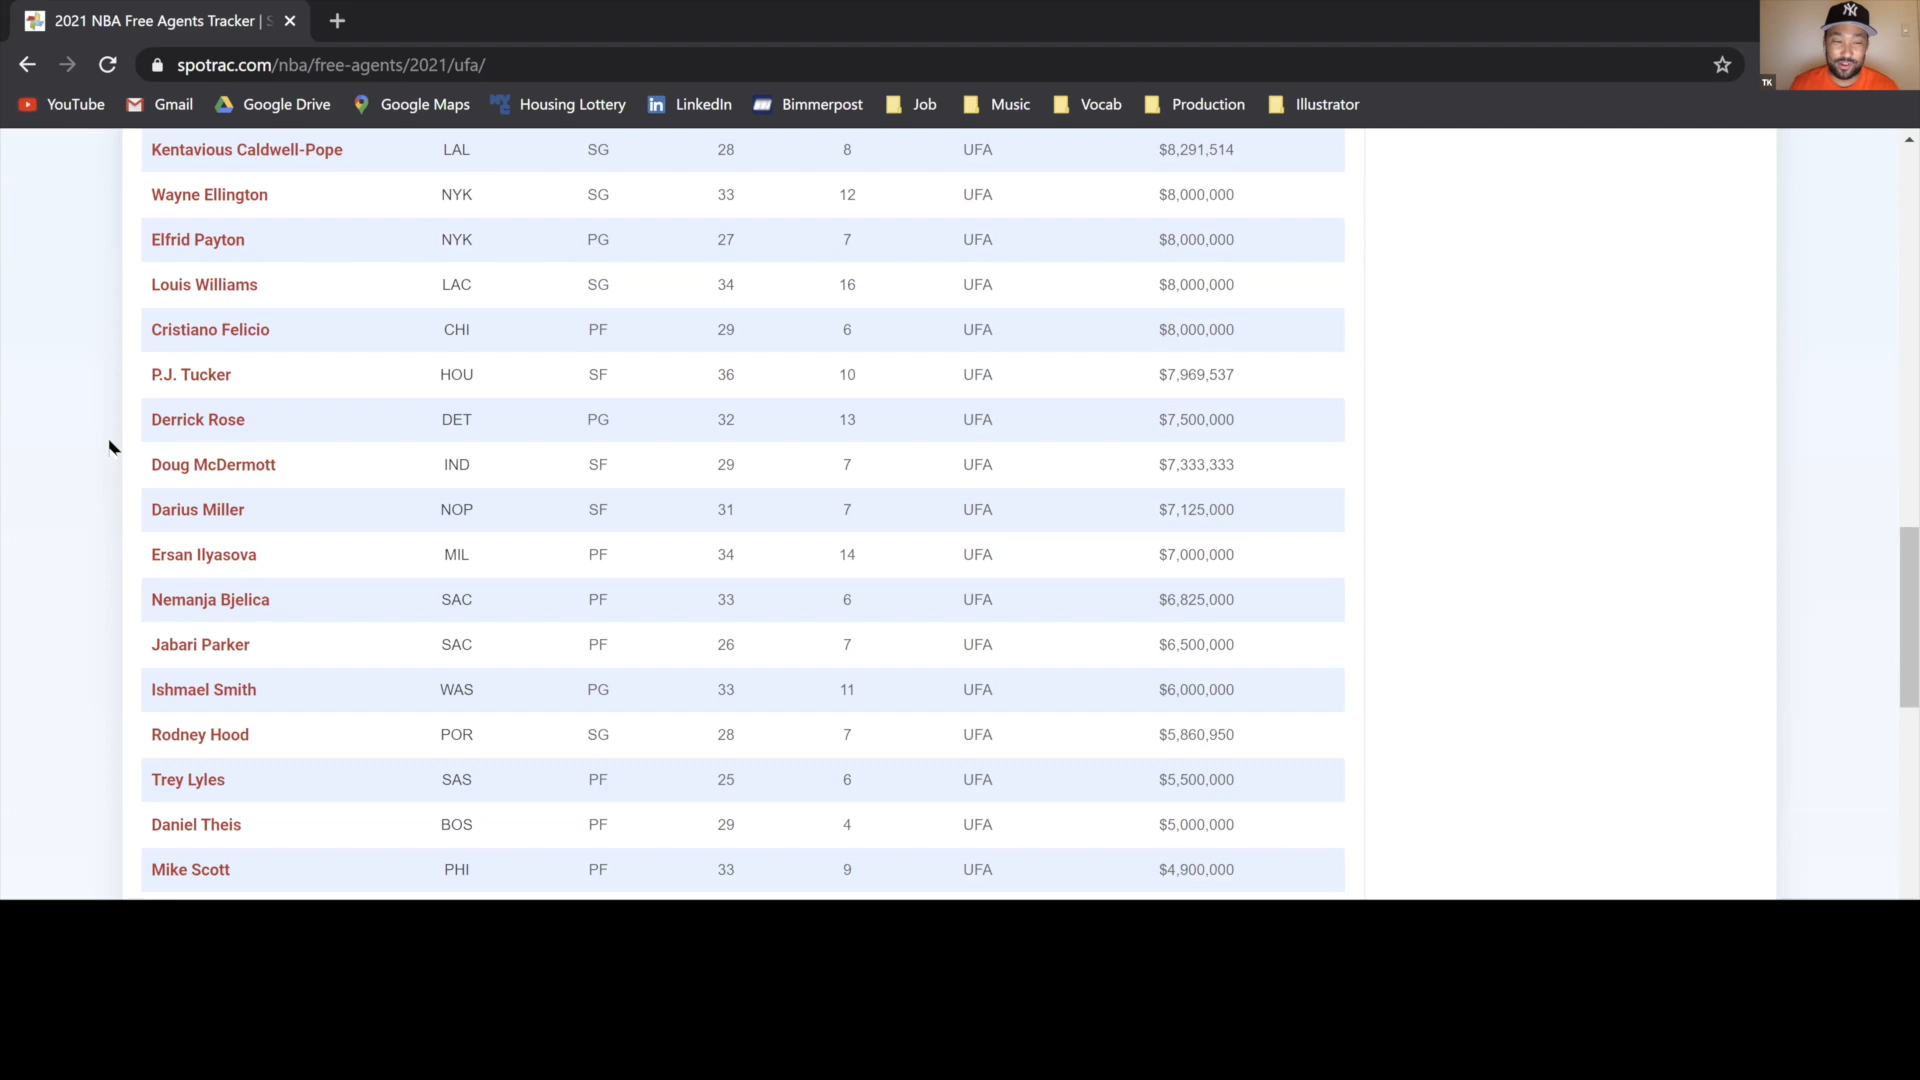 2021 NBA Free Agents Tracker | S
spotrac.com/nba/free-agents/2021/ufa/
YouTube Gmail Google Drive Google Maps Housing Lottery LinkedIn Bimmerpost Job Music Vocab Production Illustrator
TK
Kentavious Caldwell-Pope LAL SG 28 8 UFA $8,291,514
Wayne Ellington NYK SG 33 12 UFA $8,000,000
Elfrid Payton NYK PG 27 7 UFA $8,000,000
Louis Williams LAC SG 34 16 UFA $8,000,000
Cristiano Felicio CHI PF 29 6 UFA $8,000,000
P.J. Tucker HOU SF 36 10 UFA $7,969,537
Derrick Rose DET PG 32 13 UFA $7,500,000
Doug McDermott IND SF 29 7 UFA $7,333,333
Darius Miller NOP SF 31 7 UFA $7,125,000
Ersan Ilyasova MIL PF 34 14 UFA $7,000,000
Nemanja Bjelica SAC PF 33 6 UFA $6,825,000
Jabari Parker SAC PF 26 7 UFA $6,500,000
Ishmael Smith WAS PG 33 11 UFA $6,000,000
Rodney Hood POR SG 28 7 UFA $5,860,950
Trey Lyles SAS PF 25 6 UFA $5,500,000
Daniel Theis BOS PF 29 4 UFA $5,000,000
Mike Scott PHI PF 33 9 UFA $4,900,000